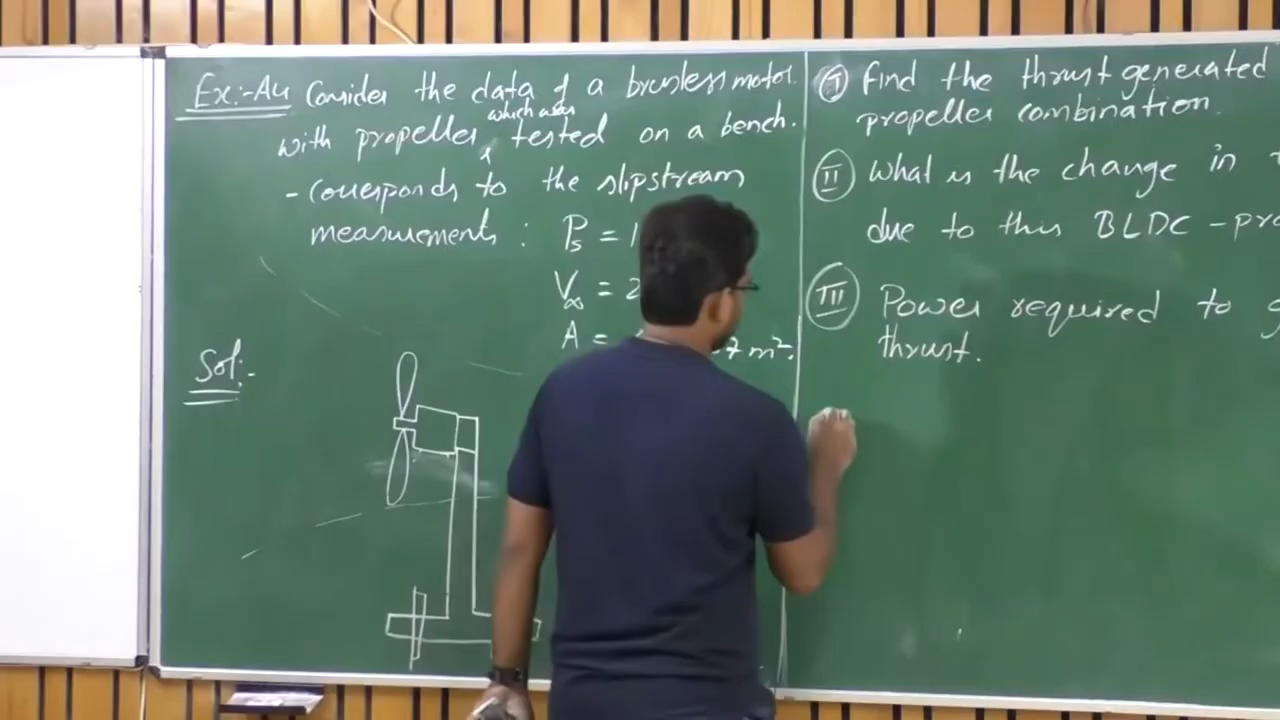 Ex:- Consider the data of a brushless motor
which was
with propeller tested on a bench.
- corresponds to the slipstream
measurements : Ps = 1
V∞ = 2
A = 7 m².
Sol:-
I Find the thrust generated
propeller combination.
II What is the change in
due to this BLDC - pro
III Power required to g
thrust.